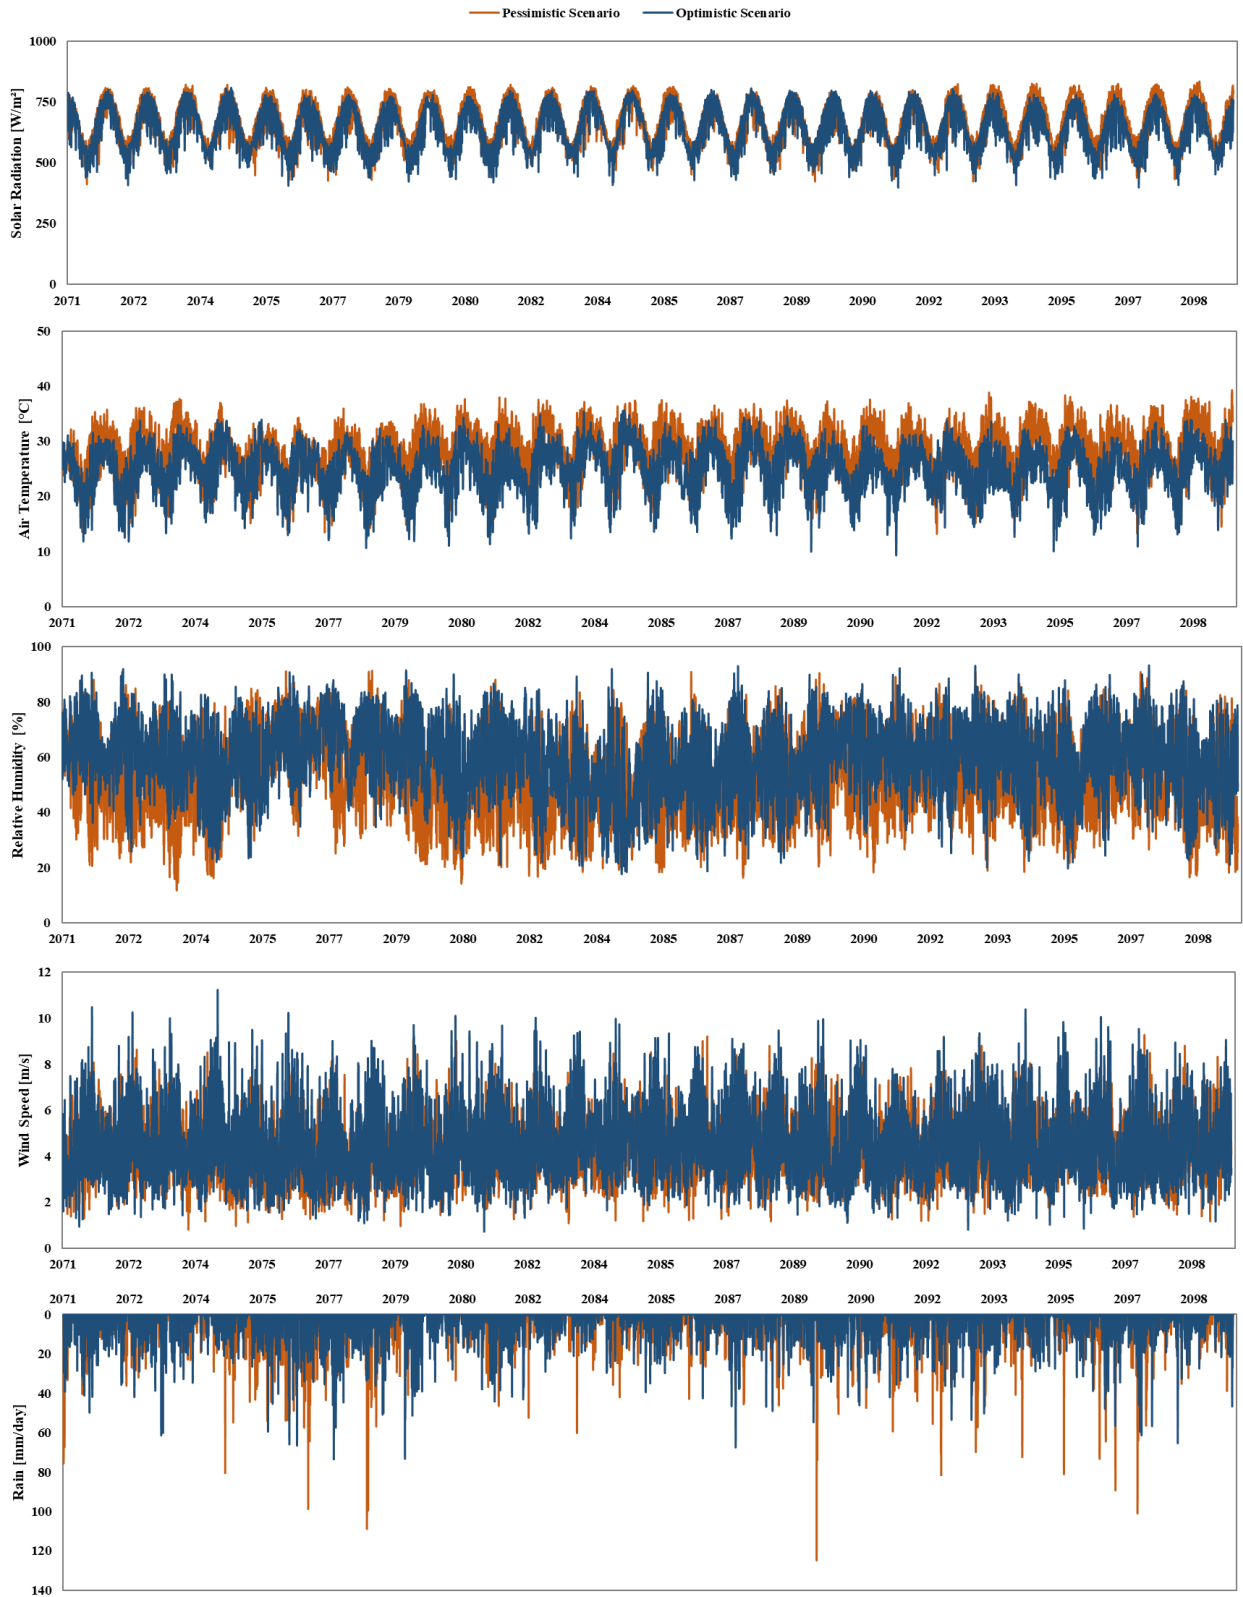 Pessimistic Scenario Optimistic Scenario
Solar Radiation [W/m²]
1000
750
500
250
0
2071 2072 2074 2075 2077 2079 2080 2082 2084 2085 2087 2089 2090 2092 2093 2095 2097 2098
Air Temperature [°C]
50
40
30
20
10
0
2071 2072 2074 2075 2077 2079 2080 2082 2084 2085 2087 2089 2090 2092 2093 2095 2097 2098
Relative Humidity [%]
100
80
60
40
20
0
2071 2072 2074 2075 2077 2079 2080 2082 2084 2085 2087 2089 2090 2092 2093 2095 2097 2098
Wind Speed [m/s]
12
10
8
6
4
2
0
2071 2072 2074 2075 2077 2079 2080 2082 2084 2085 2087 2089 2090 2092 2093 2095 2097 2098
2071 2072 2074 2075 2077 2079 2080 2082 2084 2085 2087 2089 2090 2092 2093 2095 2097 2098
Rain [mm/day]
0
20
40
60
80
100
120
140